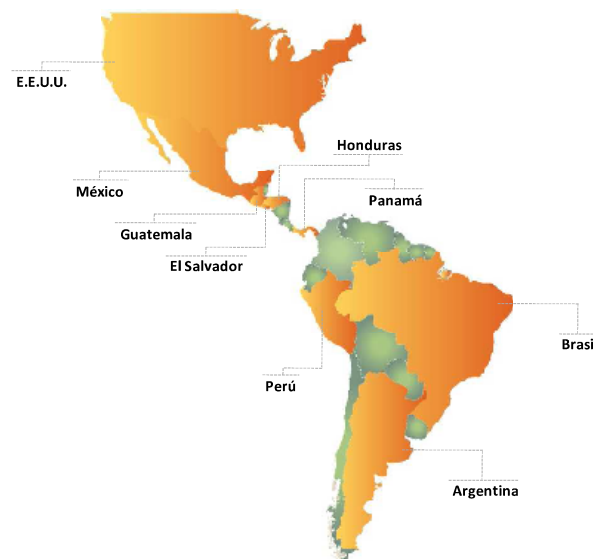 E.E.U.U.
Honduras
México
Panamá
Guatemala
El Salvador
Brasi
Perú
Argentina